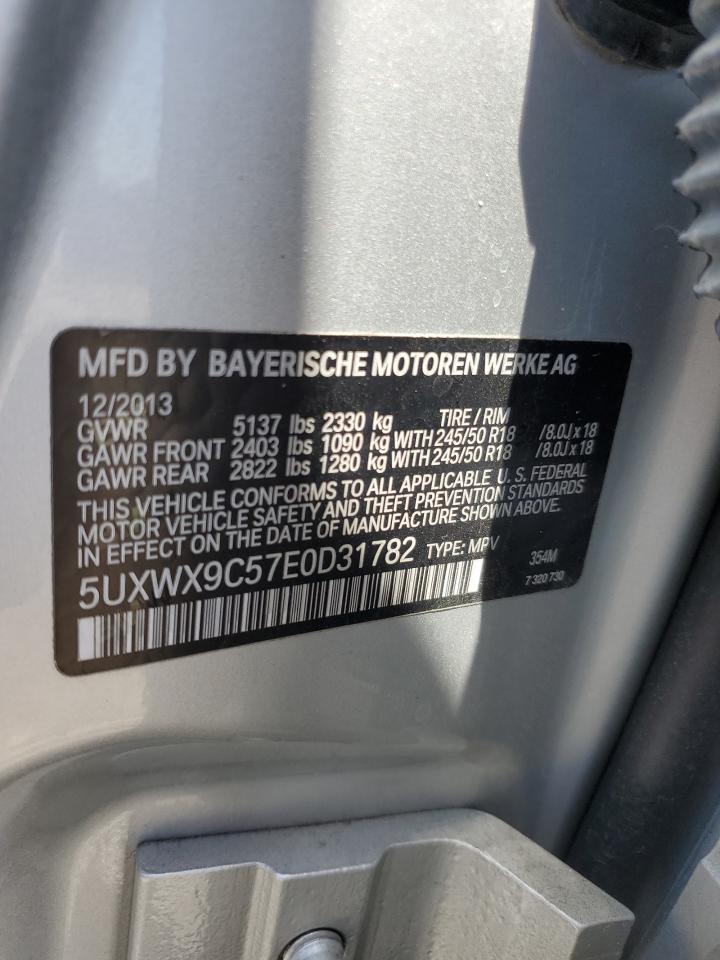 MFD BY BAYERISCHE MOTOREN WERKE AG
12/2013 TIRE / RIM
GVWR 5137 lbs 2330 kg
GAWR FRONT 2403 lbs 1090 kg WITH 245/50 R18 /8.0J x 18
GAWR REAR 2822 lbs 1280 kg WITH 245/50 R18 /8.0J x 18
THIS VEHICLE CONFORMS TO ALL APPLICABLE U.S. FEDERAL
MOTOR VEHICLE SAFETY AND THEFT PREVENTION STANDARDS
IN EFFECT ON THE DATE OF MANUFACTURE SHOWN ABOVE.
5UXWX9C57E0D31782 TYPE: MPV 354M
7 320 730